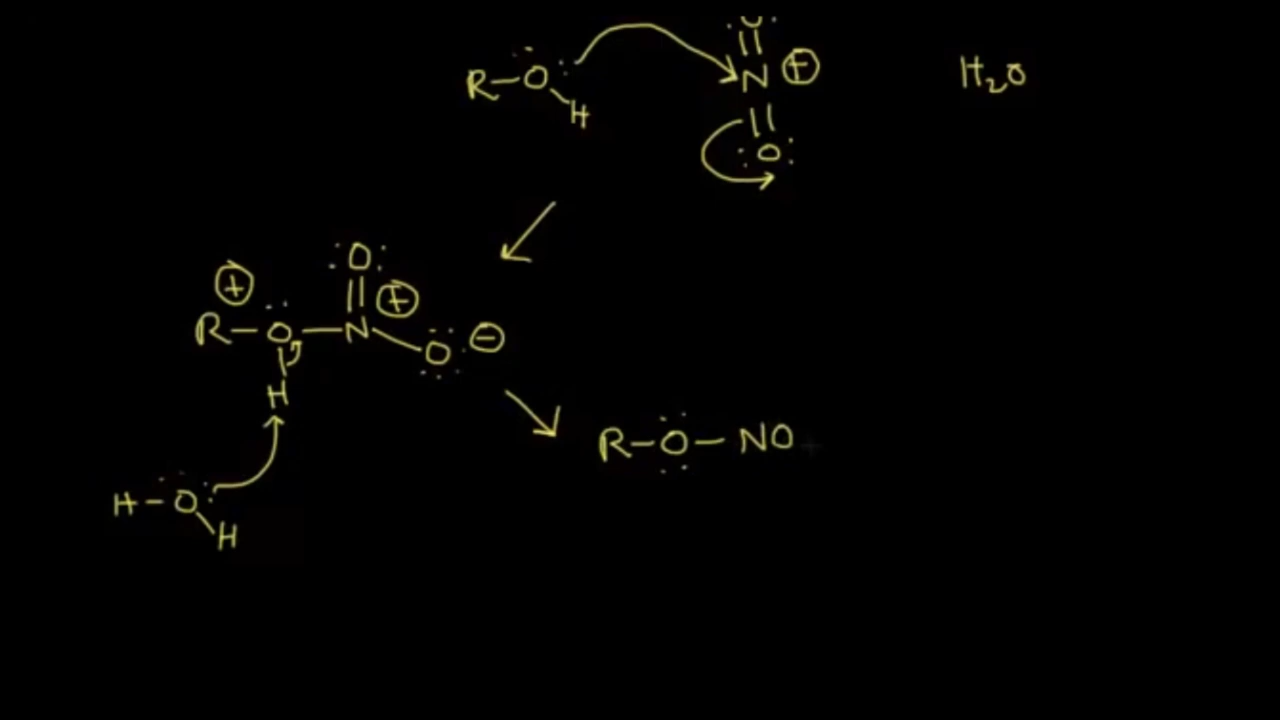 O
R-O N ⊕ H₂O
H
O
O
⊕ ⊕
R-O-N O ⊖
H
R-O-NO
H-O
H